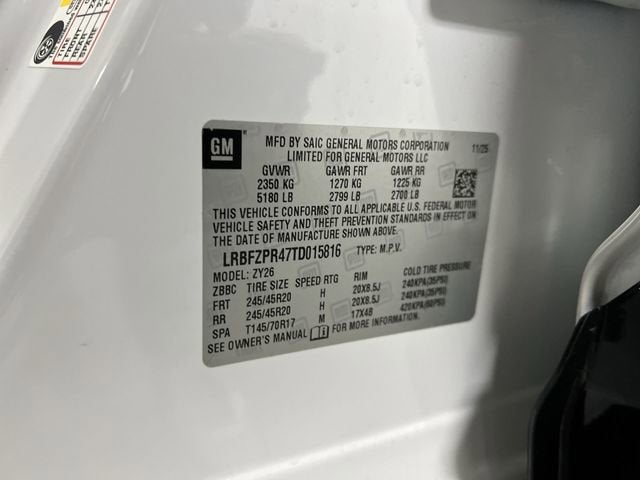 TIRE
FRONT
REAR
SPARE
GM
MFD BY SAIC GENERAL MOTORS CORPORATION 11/25
LIMITED FOR GENERAL MOTORS LLC
GVWR GAWR FRT GAWR RR
2350 KG 1270 KG 1225 KG
5180 LB 2799 LB 2700 LB
THIS VEHICLE CONFORMS TO ALL APPLICABLE U.S. FEDERAL MOTOR
VEHICLE SAFETY AND THEFT PREVENTION STANDARDS IN EFFECT ON
THE DATE OF MANUFACTURE SHOWN ABOVE.
LRBFZPR47TD015816 TYPE: M.P.V.
MODEL: ZY26
ZBBC TIRE SIZE SPEED RTG RIM COLD TIRE PRESSURE
FRT 245/45R20 H 20X8.5J 240KPA(35PSI)
RR 245/45R20 H 20X8.5J 240KPA(35PSI)
SPA T145/70R17 M 17X4B 420KPA(60PSI)
SEE OWNER'S MANUAL FOR MORE INFORMATION.